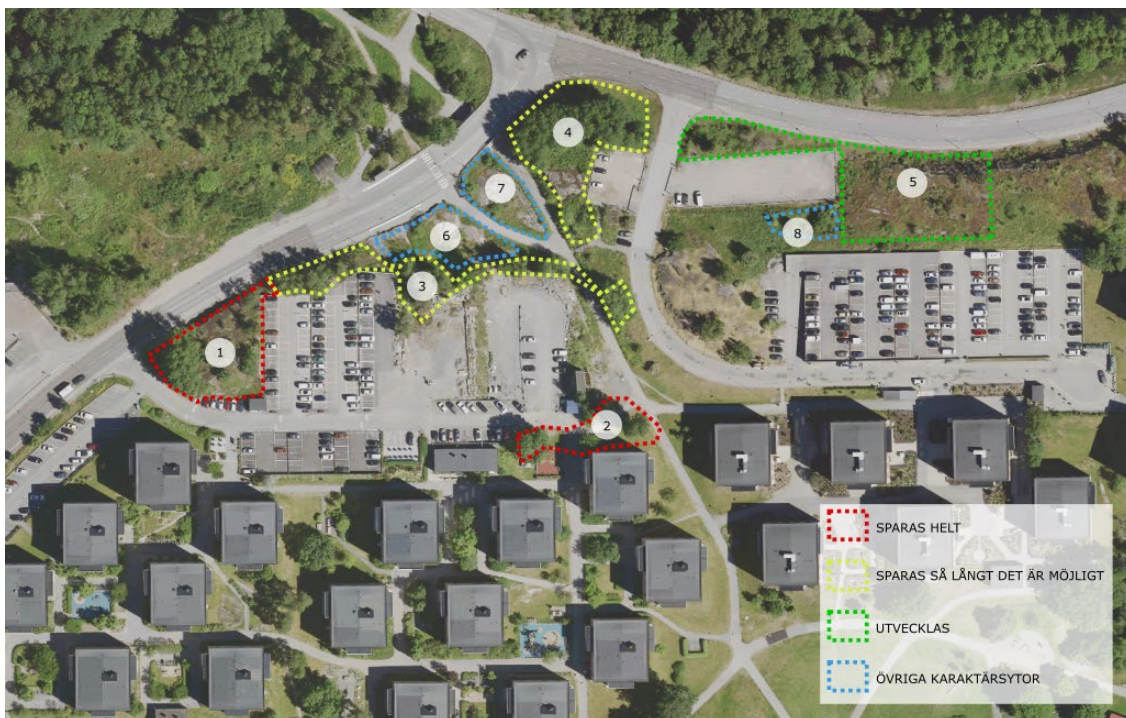 4
5
7
8
6
3
1
2
SPARAS HELT
SPARAS SÅ LÅNGT DET ÄR MÖJLIGT
UTVECKLAS
ÖVRIGA KARAKTÄRSYTOR